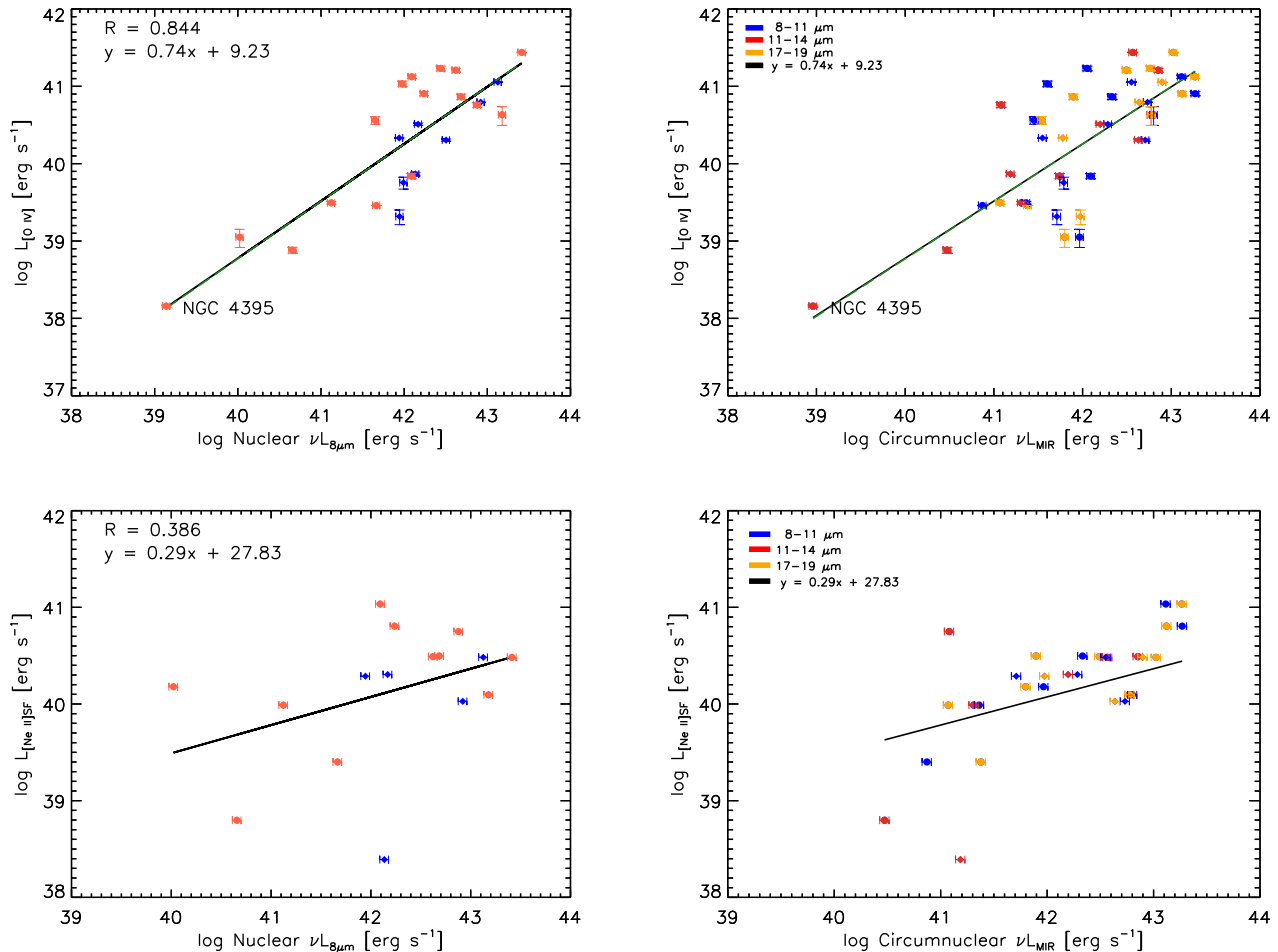 R = 0.844
y = 0.74x + 9.23
NGC 4395
42
41
40
39
38
37
log L[O IV] [erg s−1]
38 39 40 41 42 43 44
log Nuclear νL8μm [erg s−1]
8−11 μm
11−14 μm
17−19 μm
y = 0.74x + 9.23
NGC 4395
42
41
40
39
38
37
log L[O IV] [erg s−1]
38 39 40 41 42 43 44
log Circumnuclear νLMIR [erg s−1]
R = 0.386
y = 0.29x + 27.83
42
41
40
39
38
log L[Ne II]SF [erg s−1]
39 40 41 42 43 44
log Nuclear νL8μm [erg s−1]
8−11 μm
11−14 μm
17−19 μm
y = 0.29x + 27.83
42
41
40
39
38
log L[Ne II]SF [erg s−1]
39 40 41 42 43 44
log Circumnuclear νLMIR [erg s−1]